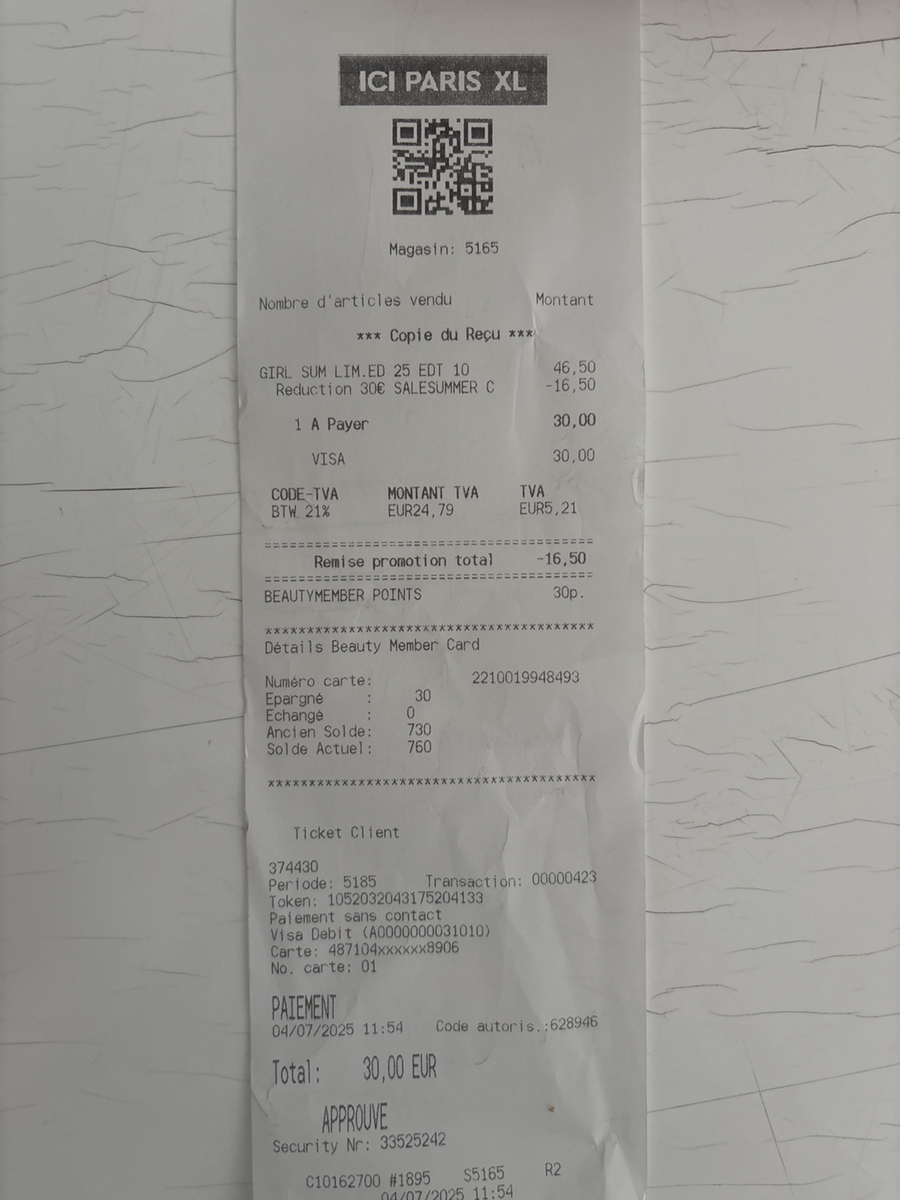 ICI PARIS XL
Magasin: 5165
Nombre d'articles vendu Montant
*** Copie du Reçu ***
GIRL SUM LIM.ED 25 EDT 10 46,50
Reduction 30€ SALESUMMER C -16,50
1 A Payer 30,00
VISA 30,00
CODE-TVA MONTANT TVA TVA
BTW 21% EUR24,79 EUR5,21
========================================
Remise promotion total -16,50
========================================
BEAUTYMEMBER POINTS 30p.
****************************************
Détails Beauty Member Card
Numéro carte: 2210019948493
Epargné : 30
Echangé : 0
Ancien Solde: 730
Solde Actuel: 760
****************************************
Ticket Client
374430
Periode: 5185 Transaction: 00000423
Token: 1052032043175204133
Paiement sans contact
Visa Debit (A0000000031010)
Carte: 487104xxxxxx8906
No. carte: 01
PAIEMENT
04/07/2025 11:54 Code autoris.:628946
Total: 30,00 EUR
APPROUVE
Security Nr: 33525242
C10162700 #1895 S5165 R2
04/07/2025 11:54